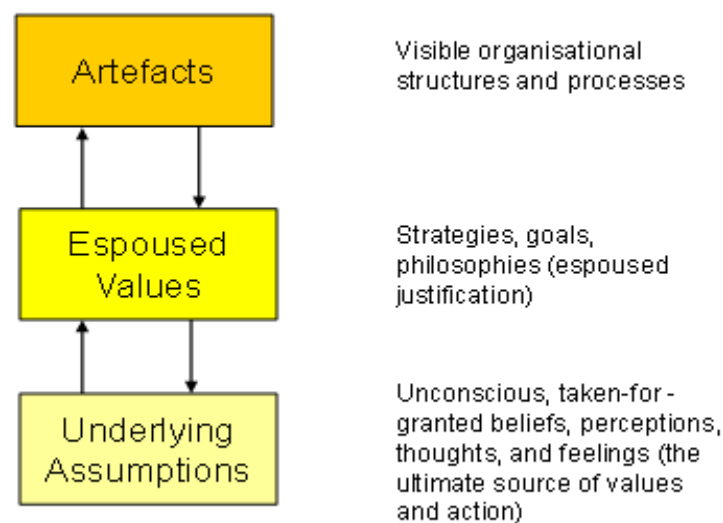 Artefacts
Visible organisational
structures and processes
Espoused
Values
Strategies, goals,
philosophies (espoused
justification)
Underlying
Assumptions
Unconscious, taken-for -
granted beliefs, perceptions,
thoughts, and feelings (the
ultimate source of values
and action)